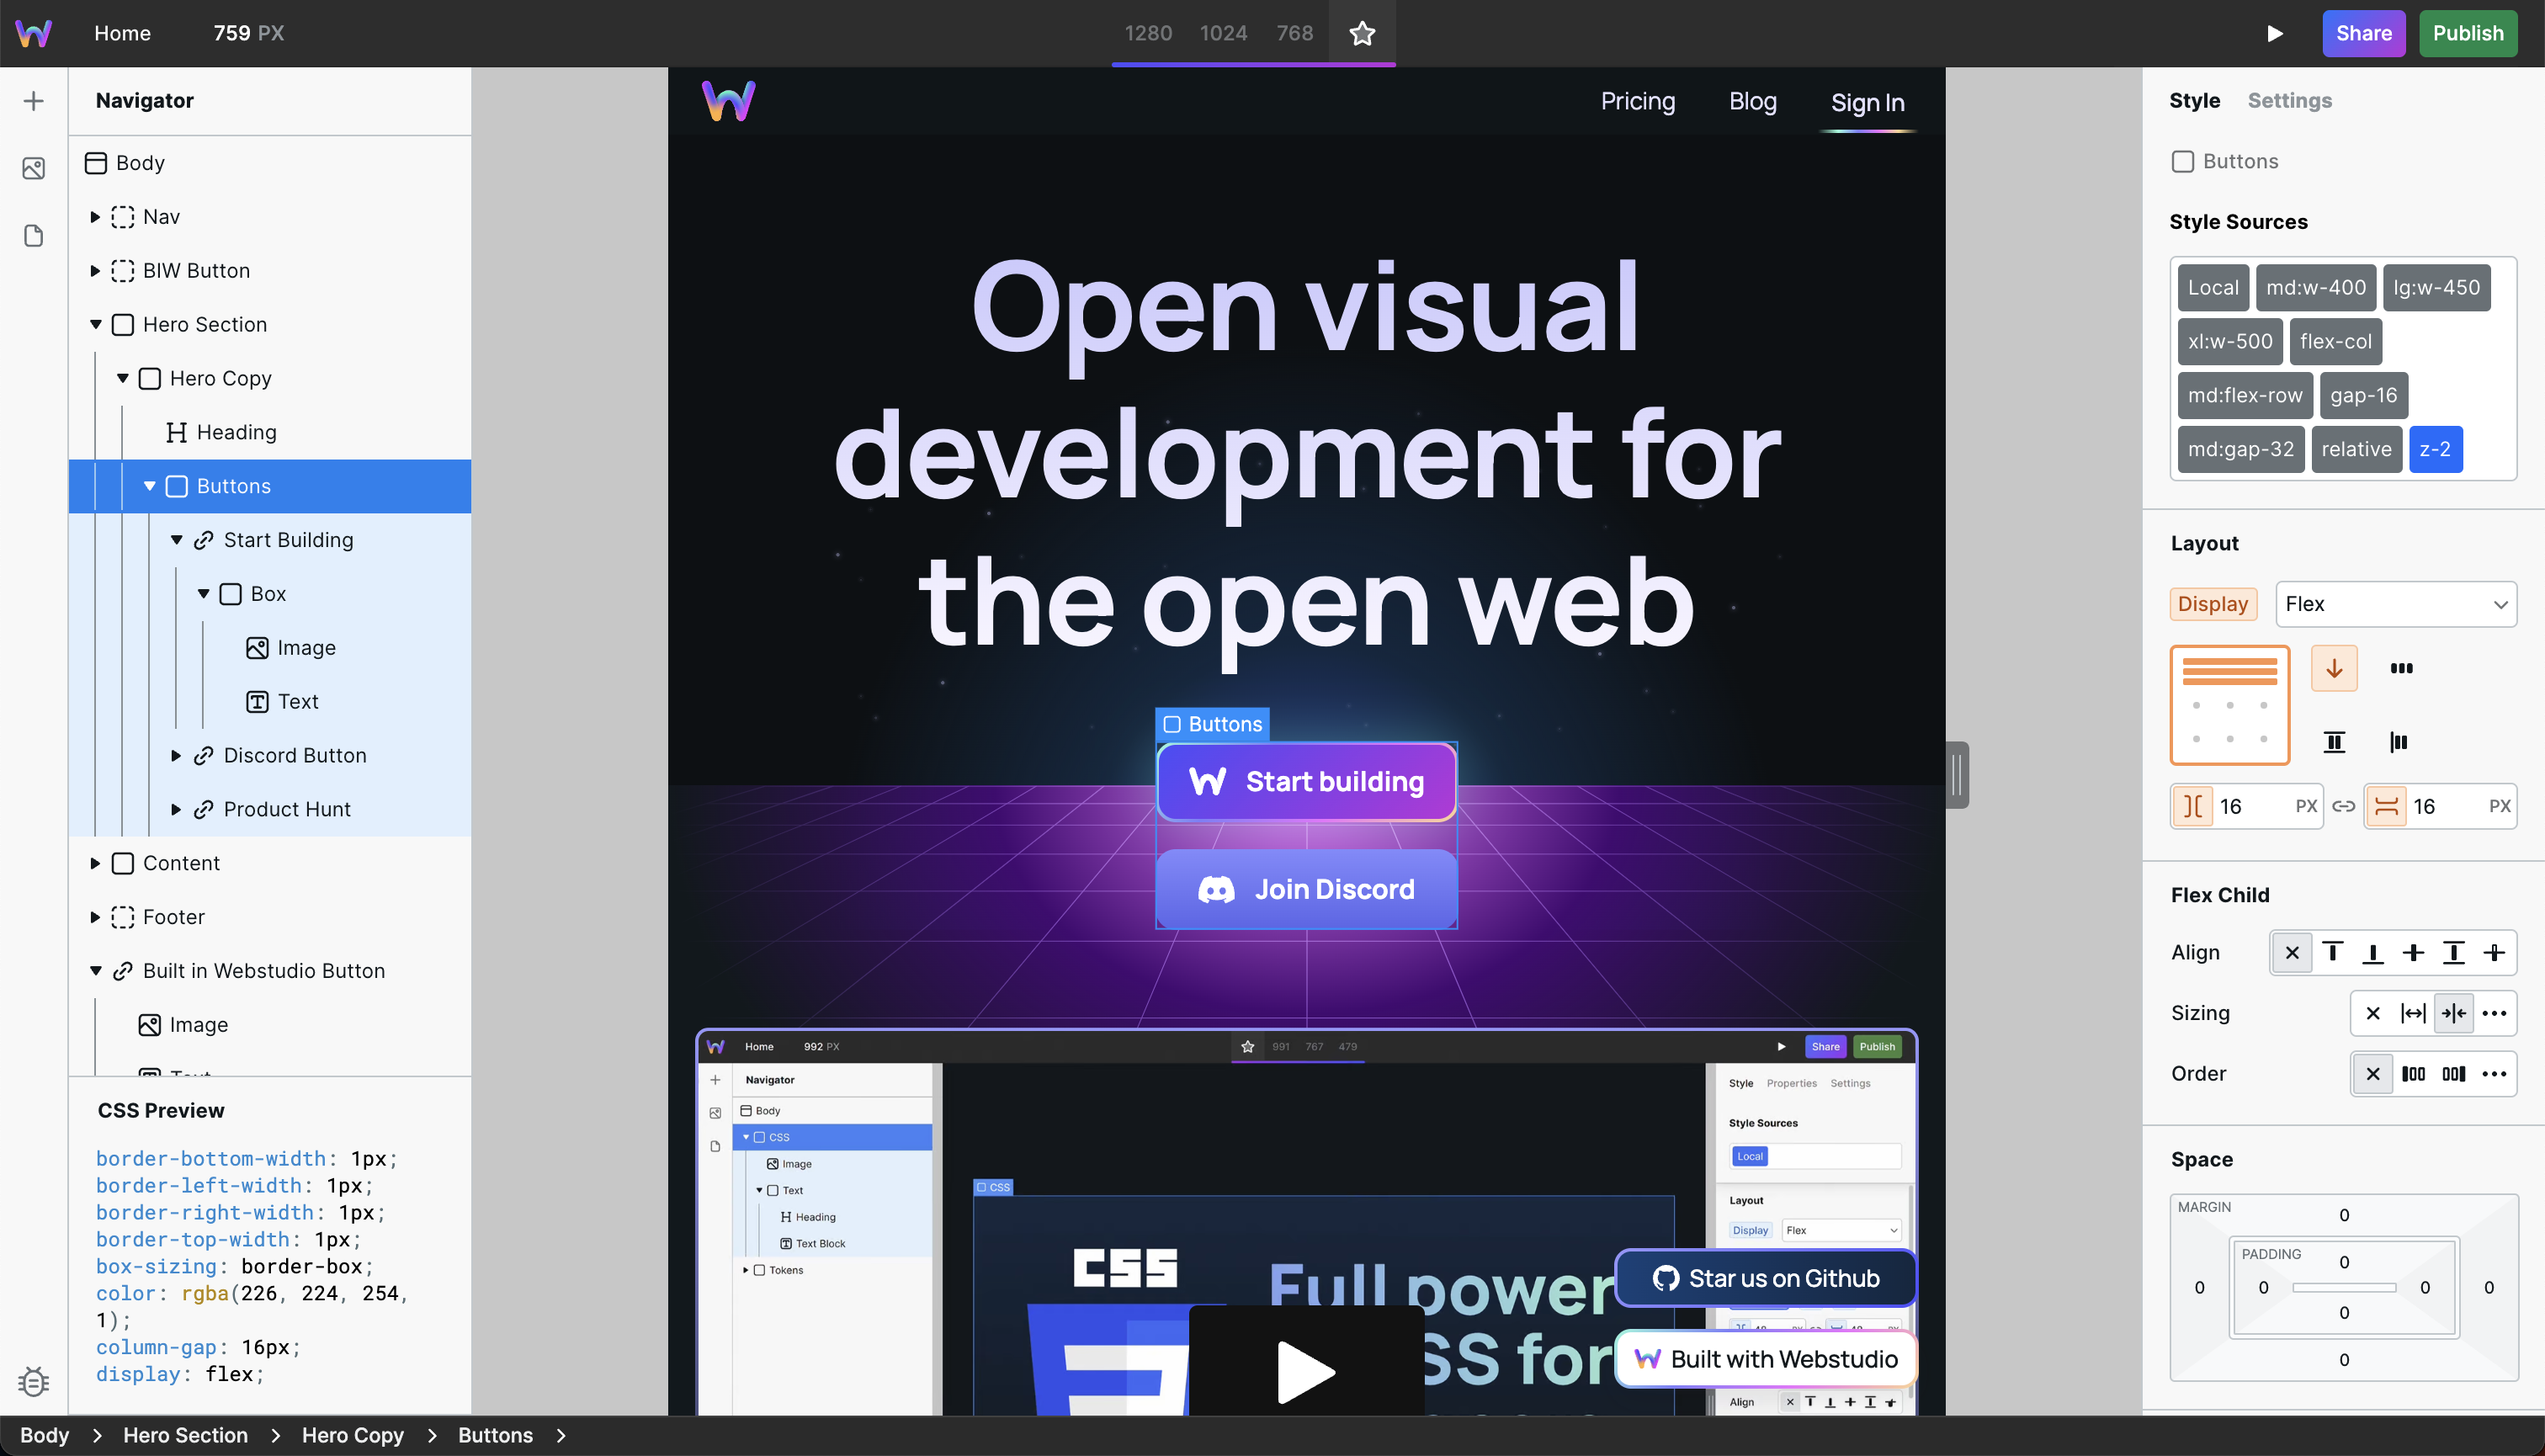 Home
759 PX
1280
1024
768
Share
Publish
Navigator
Body
Nav
BIW Button
Hero Section
Hero Copy
Heading
Buttons
Start Building
Box
Image
Text
Discord Button
Product Hunt
Content
Footer
Built in Webstudio Button
Image
Text
CSS Preview
border-bottom-width: 1px;
border-left-width: 1px;
border-right-width: 1px;
border-top-width: 1px;
box-sizing: border-box;
color: rgba(226, 224, 254,
1);
column-gap: 16px;
display: flex;
Pricing
Blog
Sign In
Open visual
development for
the open web
Buttons
Start building
Join Discord
Home
992 PX
991
767
479
Share
Publish
Navigator
Body
CSS
Image
Text
Heading
Text Block
Tokens
CSS
CSS
Full power
SS for
Style Properties Settings
Style Sources
Local
Layout
Display
Flex
Star us on Github
Built with Webstudio
Align
Style
Settings
Buttons
Style Sources
Local md:w-400 lg:w-450
xl:w-500 flex-col
md:flex-row gap-16
md:gap-32 relative z-2
Layout
Display
Flex
16 PX
16 PX
Flex Child
Align
Sizing
Order
Space
MARGIN
0
PADDING
0
0 0 0 0
0
0
Body
Hero Section
Hero Copy
Buttons